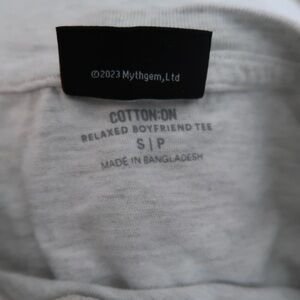 ©2023 Mythgem,Ltd
COTTON:ON
RELAXED BOYFRIEND TEE
S|P
MADE IN BANGLADESH